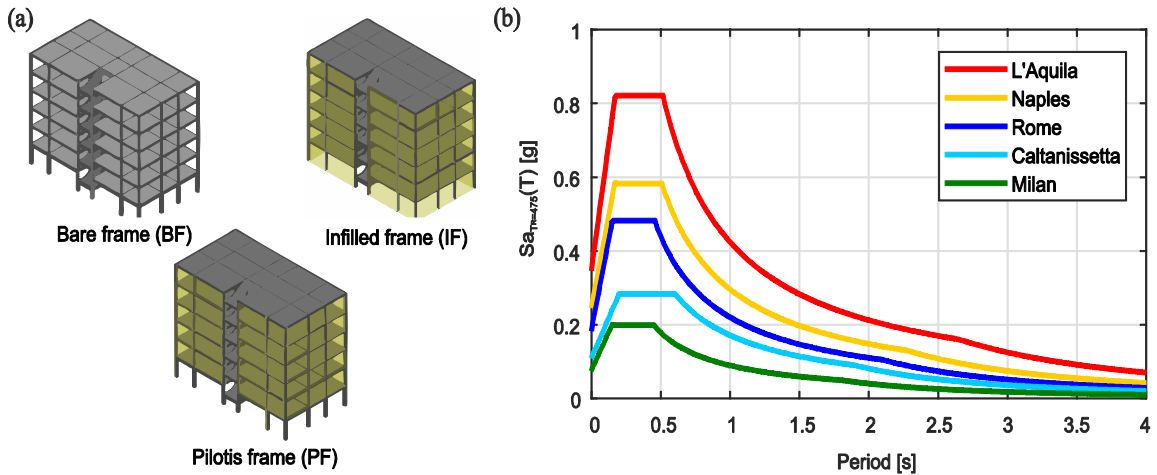 (a)
Bare frame (BF)
Infilled frame (IF)
Pilotis frame (PF)
(b)
Sa_TR=475(T) [g]
1
0.8
0.6
0.4
0.2
0
L'Aquila
Naples
Rome
Caltanissetta
Milan
0 0.5 1 1.5 2 2.5 3 3.5 4
Period [s]